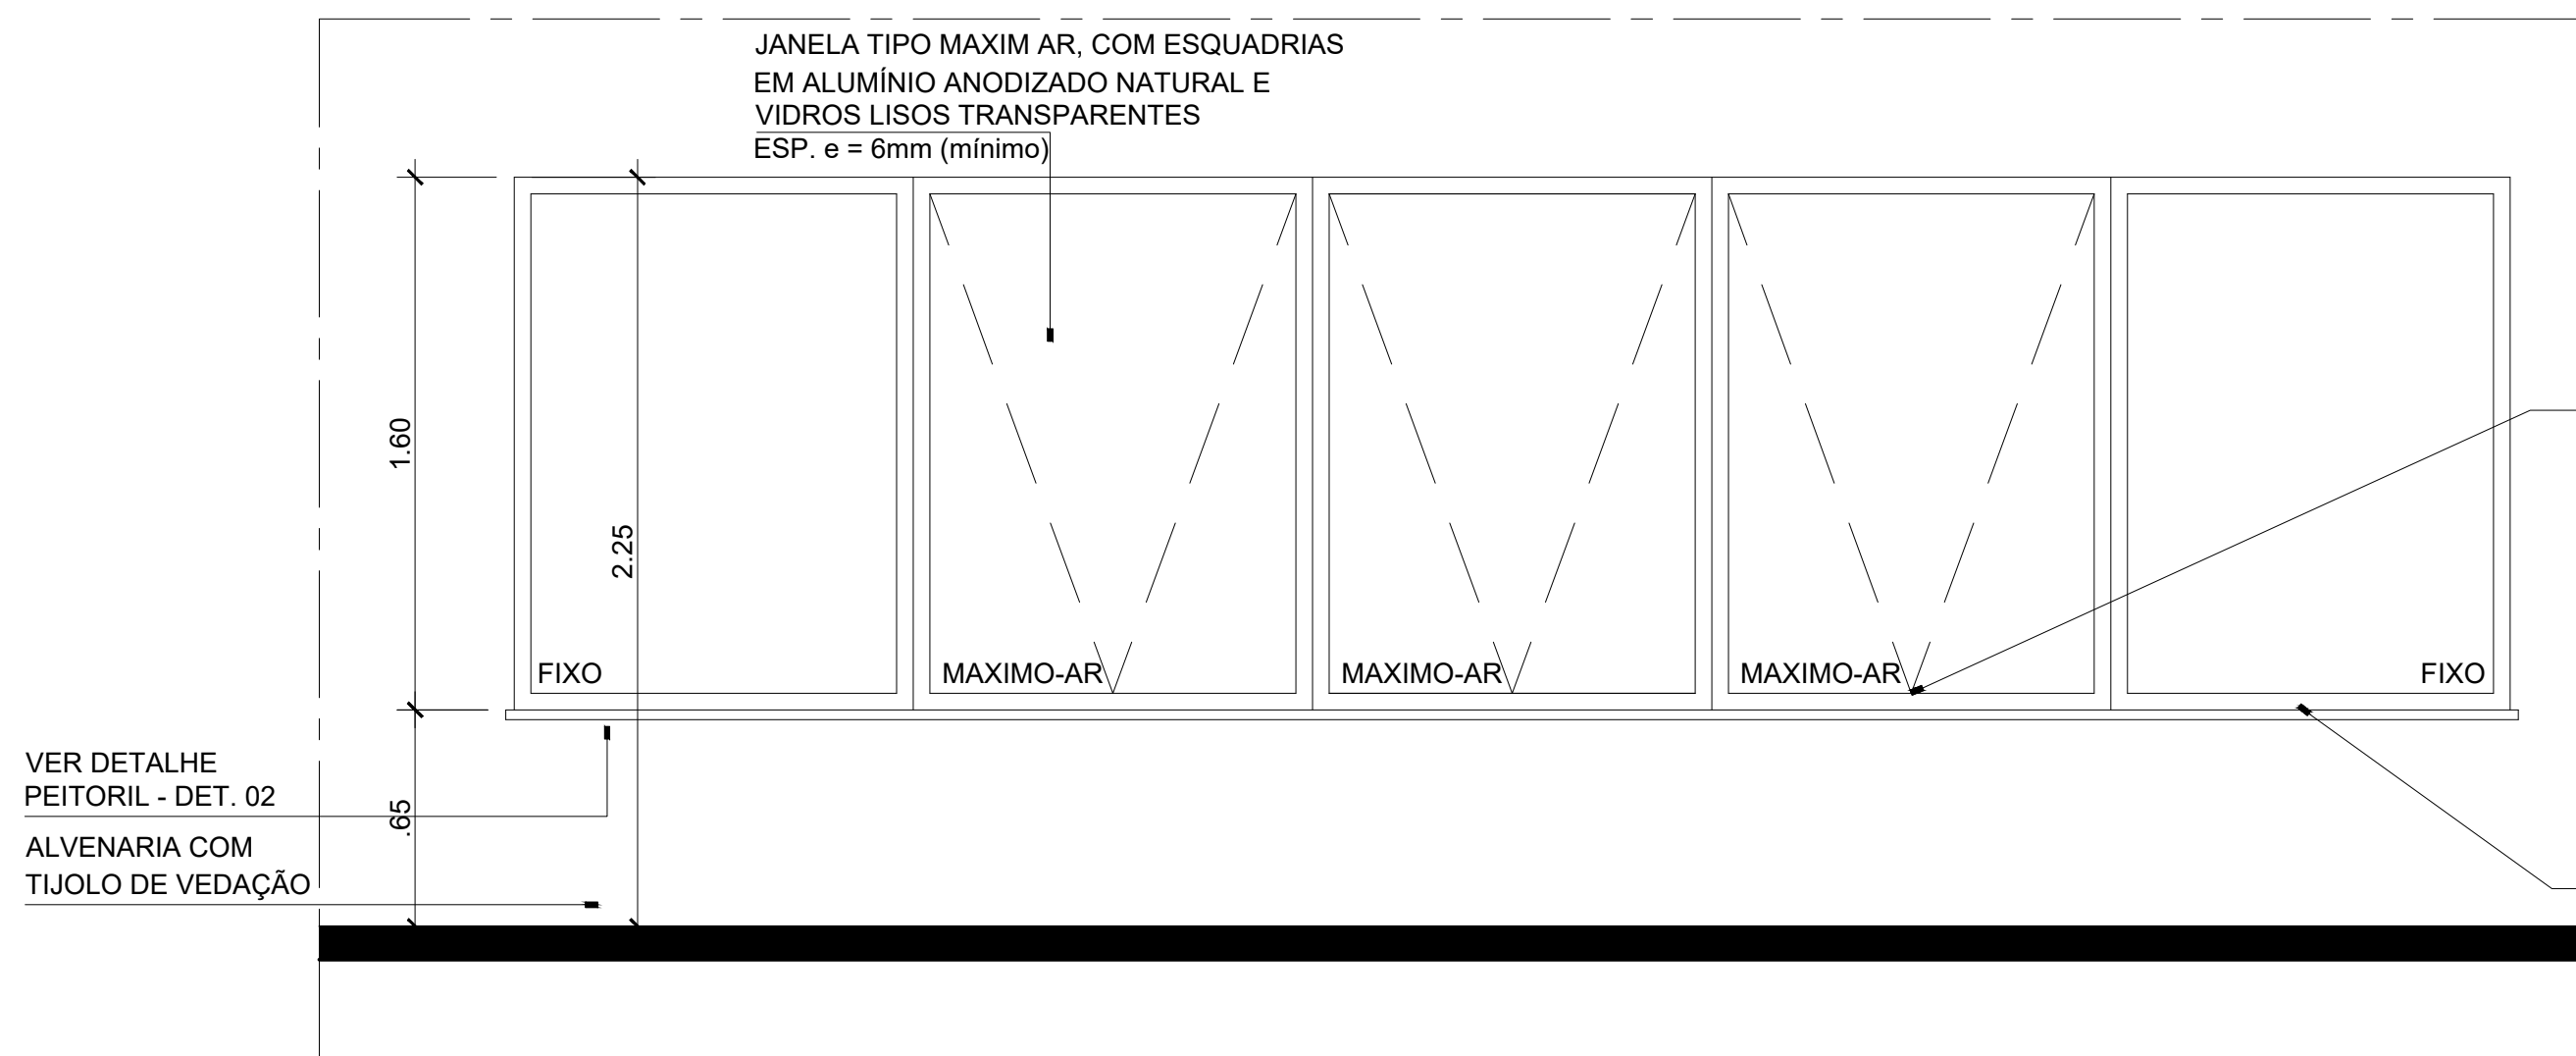 JANELA TIPO MAXIM AR, COM ESQUADRIAS
EM ALUMÍNIO ANODIZADO NATURAL E
VIDROS LISOS TRANSPARENTES
ESP. e = 6mm (mínimo)
1.60
2.25
FIXO
MAXIMO-AR
MAXIMO-AR
MAXIMO-AR
FIXO
VER DETALHE
PEITORIL - DET. 02
.65
ALVENARIA COM
TIJOLO DE VEDAÇÃO